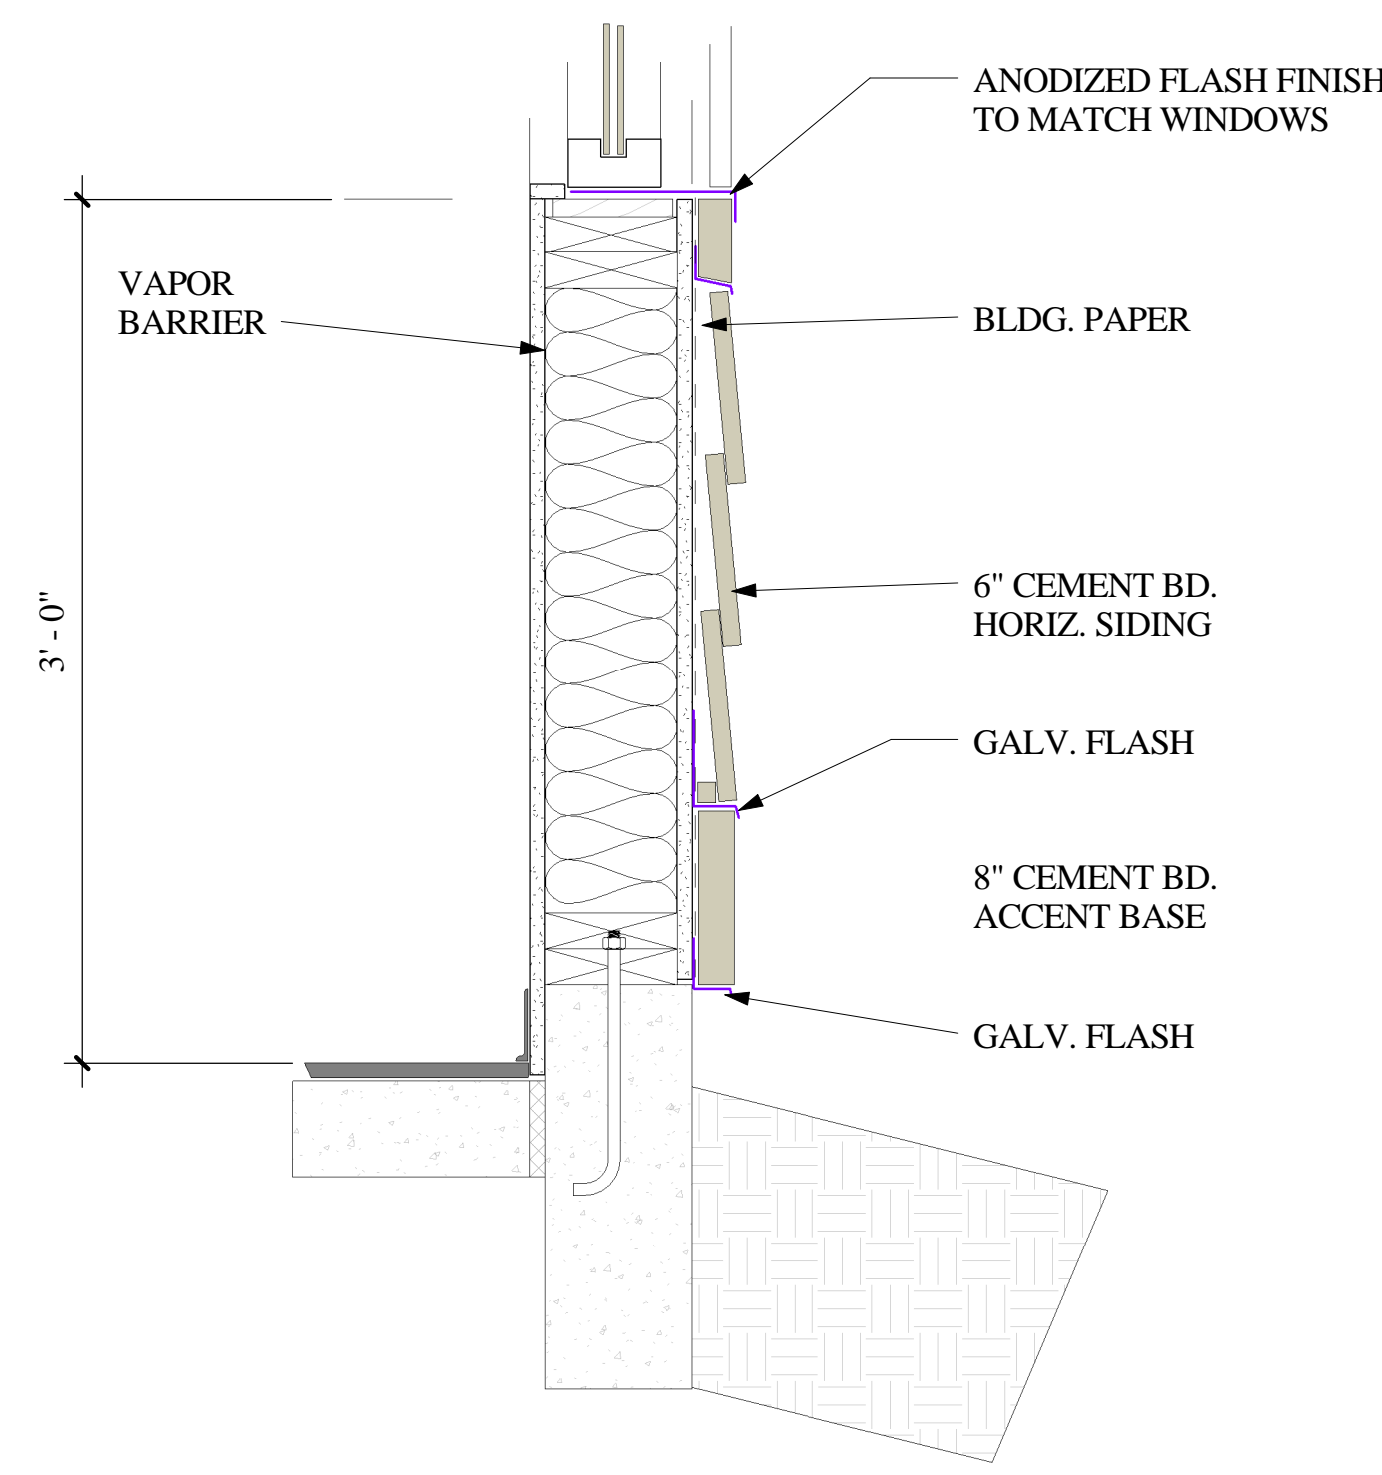 ANODIZED FLASH FINISH
TO MATCH WINDOWS
VAPOR
BARRIER
BLDG. PAPER
3' - 0"
6" CEMENT BD.
HORIZ. SIDING
GALV. FLASH
8" CEMENT BD.
ACCENT BASE
GALV. FLASH